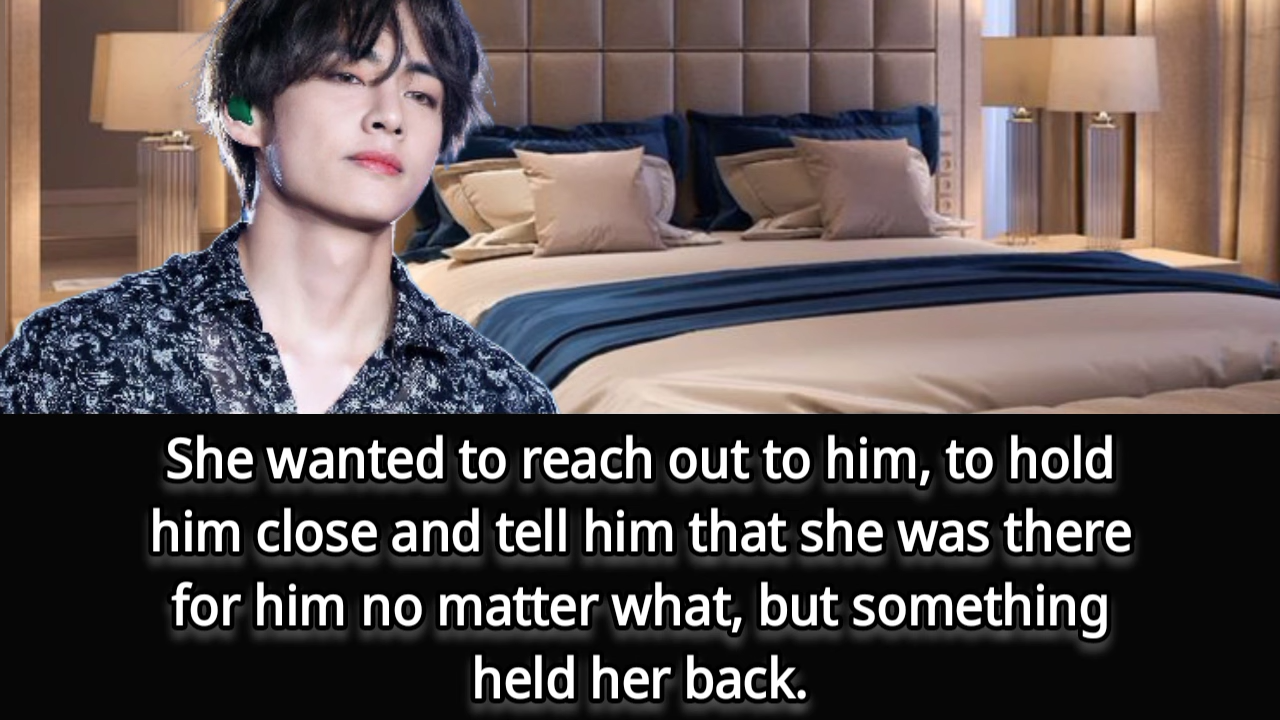 She wanted to reach out to him, to hold
him close and tell him that she was there
for him no matter what, but something
held her back.